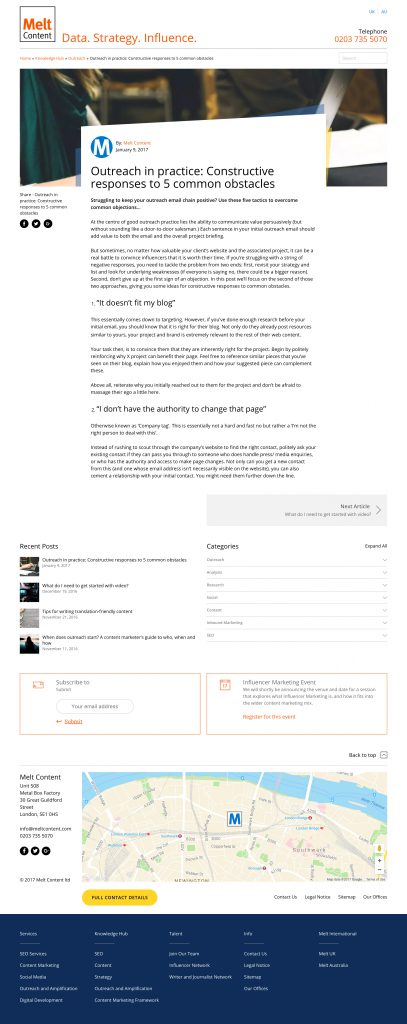 Melt
Content
Data. Strategy. Influence.
UK
AU
Telephone
0203 735 5070
Home » Knowledge Hub » Outreach » Outreach in practice: Constructive responses to 5 common obstacles
Search
By: Melt Content
January 9, 2017
Outreach in practice: Constructive
responses to 5 common obstacles
Share - Outreach in
practice: Constructive
responses to 5 common
obstacles
Struggling to keep your outreach email chain positive? Use these five tactics to overcome
common objections…
At the centre of good outreach practice lies the ability to communicate value persuasively (but
without sounding like a door-to-door salesman.) Each sentence in your initial outreach email should
add value to both the email and the overall project briefing.
But sometimes, no matter how valuable your client's website and the associated project, it can be a
real battle to convince influencers that it is worth their time. If you're struggling with a string of
negative responses, you need to tackle the problem from two ends: first, revisit your strategy and
list and look for underlying weaknesses (if everyone is saying no, there could be a bigger reason).
Second, don't give up at the first sign of an objection. In this post we'll focus on the second of those
two approaches, giving you some ideas for constructive responses to common obstacles.
1. "It doesn't fit my blog"
This essentially comes down to targeting. However, if you've done enough research before your
initial email, you should know that it is right for their blog. Not only do they already post resources
similar to yours, your project and brand is extremely relevant to the rest of their web content.
Your task then, is to convince them that they are inherently right for the project. Begin by politely
reinforcing why X project can benefit their page. Feel free to reference similar pieces that you've
seen on their blog, explain how you enjoyed them and how your suggested piece can complement
these.
Above all, reiterate why you initially reached out to them for the project and don't be afraid to
massage their ego a little here.
2. "I don't have the authority to change that page"
Otherwise known as 'Company tag'. This is essentially not a hard and fast no but rather a 'I'm not the
right person to deal with this'.
Instead of rushing to scout through the company's website to find the right contact, politely ask your
existing contact if they can pass you through to someone who does handle press/ media enquiries,
or who has the authority and access to make page changes. Not only can you get a new contact
from this (and one whose email address isn't necessarily visible on the website), you can also
cement a relationship with your initial contact. You might need them further down the line.
Next Article
What do I need to get started with video?
Recent Posts
Outreach in practice: Constructive responses to 5 common obstacles
January 9, 2017
What do I need to get started with video?
December 19, 2016
Tips for writing translation-friendly content
November 21, 2016
When does outreach start? A content marketer's guide to who, when and
how
November 11, 2016
Categories
Expand All
Outreach
Analysis
Research
Social
Content
Inbound Marketing
SEO
Subscribe to
Submit
Your email address
Submit
Influencer Marketing Event
We will shortly be announcing the venue and date for a session
that explores what Influencer Marketing is, and how it fits into
the wider content marketing mix.
Register for this event
Back to top
Melt Content
Unit 508
Metal Box Factory
30 Great Guildford
Street
London, SE1 0HS
info@meltcontent.com
0203 735 5070
© 2017 Melt Content ltd
London Bridge
Southwark
NEWINGTON
Map data ©2017 Google
Terms of Use
FULL CONTACT DETAILS
Contact Us
Legal Notice
Sitemap
Our Offices
Services
SEO Services
Content Marketing
Social Media
Outreach and Amplification
Digital Development
Knowledge Hub
SEO
Content
Strategy
Outreach and Amplification
Content Marketing Framework
Talent
Join Our Team
Influencer Network
Writer and Journalist Network
Info
Contact Us
Legal Notice
Sitemap
Our Offices
Melt International
Melt UK
Melt Australia